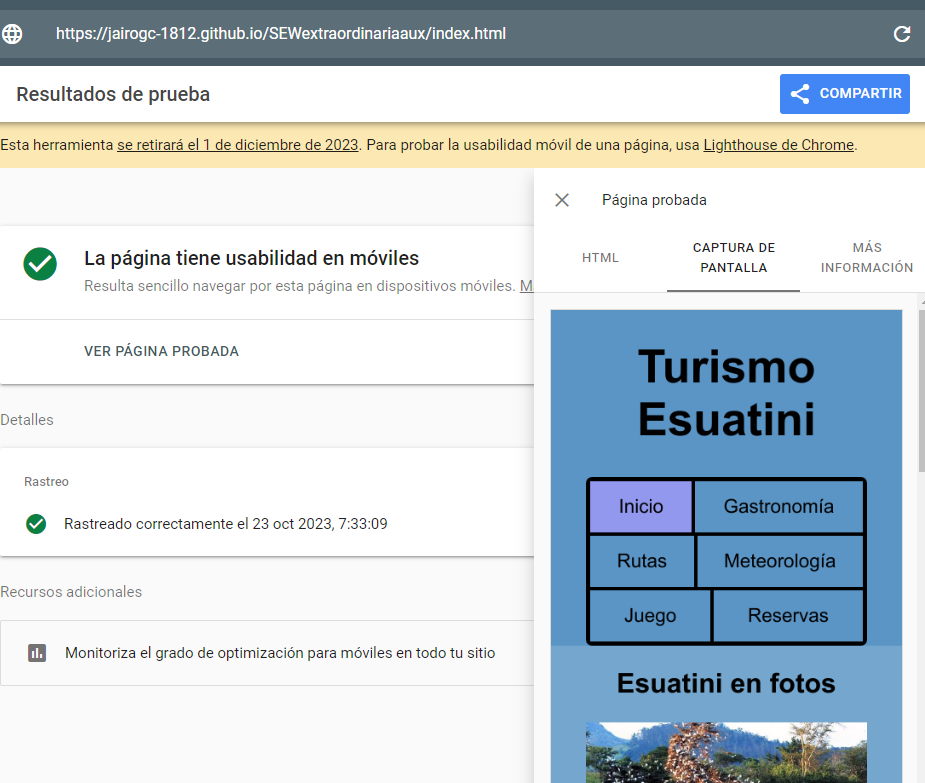 https://jairogc-1812.github.io/SEWextraordinariaaux/index.html
Resultados de prueba
COMPARTIR
Esta herramienta se retirará el 1 de diciembre de 2023. Para probar la usabilidad móvil de una página, usa Lighthouse de Chrome.
La página tiene usabilidad en móviles
Resulta sencillo navegar por esta página en dispositivos móviles.
VER PÁGINA PROBADA
Detalles
Rastreo
Rastreado correctamente el 23 oct 2023, 7:33:09
Recursos adicionales
Monitoriza el grado de optimización para móviles en todo tu sitio
Página probada
HTML
CAPTURA DE
PANTALLA
MÁS
INFORMACIÓN
Turismo
Esuatini
Inicio Gastronomía
Rutas Meteorología
Juego Reservas
Esuatini en fotos